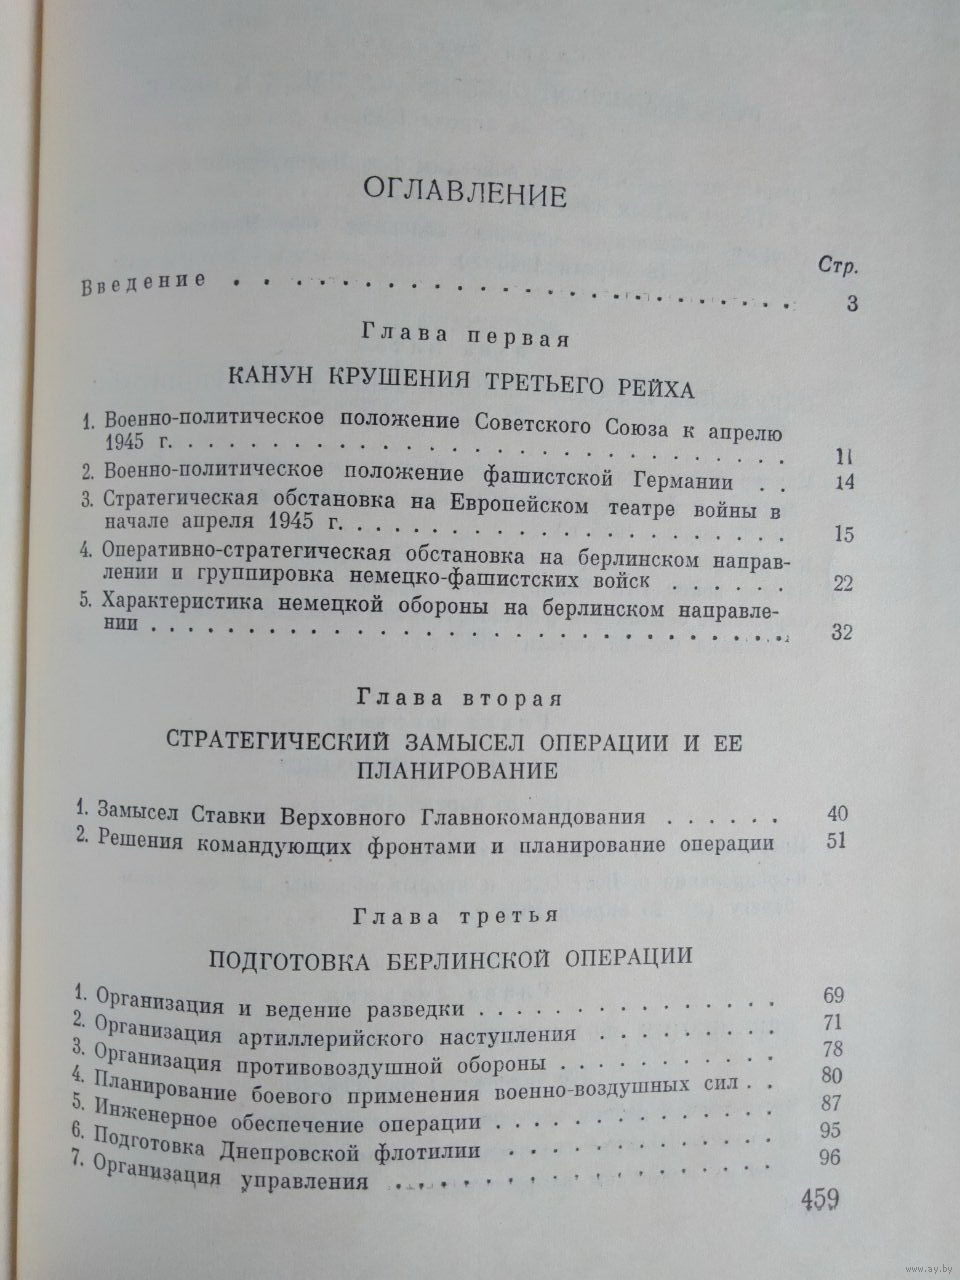 ОГЛАВЛЕНИЕ
Стр.
Введение . . . . . . . . . . . . . . . . . . . . . . . . 3
Глава первая
КАНУН КРУШЕНИЯ ТРЕТЬЕГО РЕЙХА
1. Военно-политическое положение Советского Союза к апрелю
1945 г. . . . . . . . . . . . . . . . . . . . . . . . 11
2. Военно-политическое положение фашистской Германии . . 14
3. Стратегическая обстановка на Европейском театре войны в
начале апреля 1945 г. . . . . . . . . . . . . . . . . . 15
4. Оперативно-стратегическая обстановка на берлинском направ-
лении и группировка немецко-фашистских войск . . . . . . 22
5. Характеристика немецкой обороны на берлинском направле-
нии . . . . . . . . . . . . . . . . . . . . . . . . . 32
Глава вторая
СТРАТЕГИЧЕСКИЙ ЗАМЫСЕЛ ОПЕРАЦИИ И ЕЕ
ПЛАНИРОВАНИЕ
1. Замысел Ставки Верховного Главнокомандования . . . . . . 40
2. Решения командующих фронтами и планирование операции 51
Глава третья
ПОДГОТОВКА БЕРЛИНСКОЙ ОПЕРАЦИИ
1. Организация и ведение разведки . . . . . . . . . . . . . 69
2. Организация артиллерийского наступления . . . . . . . . 71
3. Организация противовоздушной обороны . . . . . . . . . . 78
4. Планирование боевого применения военно-воздушных сил . . 80
5. Инженерное обеспечение операции . . . . . . . . . . . . 87
6. Подготовка Днепровской флотилии . . . . . . . . . . . . 95
7. Организация управления . . . . . . . . . . . . . . . . 96
459
www.ay.by